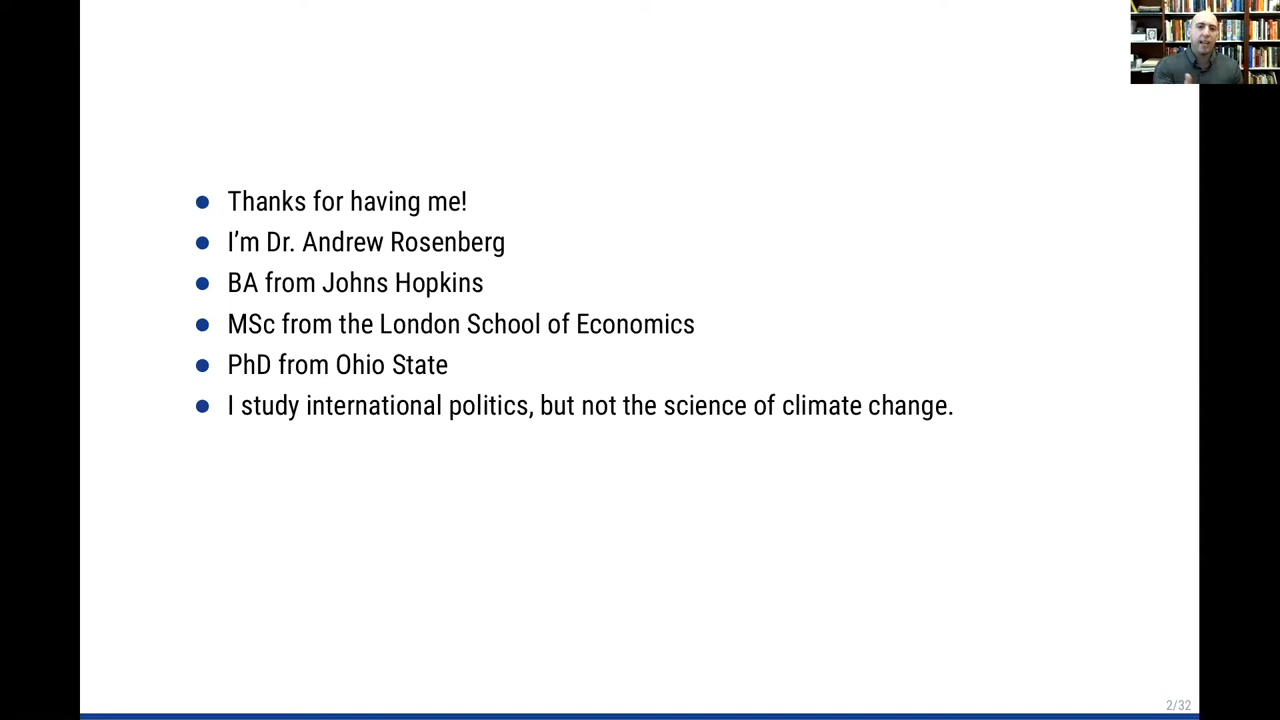 Thanks for having me!
I'm Dr. Andrew Rosenberg
BA from Johns Hopkins
MSc from the London School of Economics
PhD from Ohio State
I study international politics, but not the science of climate change.
2/32